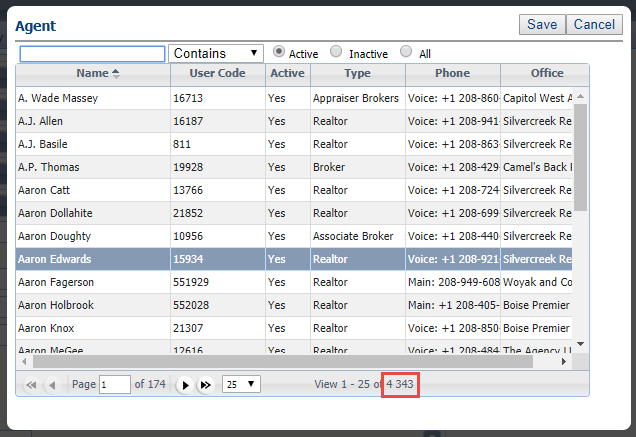 Agent Save Cancel
Contains Active Inactive All
Name User Code Active Type Phone Office
A. Wade Massey 16713 Yes Appraiser Brokers Voice: +1 208-860- Capitol West A
A.J. Allen 16187 Yes Realtor Voice: +1 208-941- Silvercreek Re
A.J. Basile 811 Yes Realtor Voice: +1 208-863- Silvercreek Re
A.P. Thomas 19928 Yes Broker Voice: +1 208-429- Camel's Back
Aaron Catt 13766 Yes Realtor Voice: +1 208-724- Silvercreek Re
Aaron Dollahite 21852 Yes Realtor Voice: +1 208-699- Silvercreek Re
Aaron Doughty 10956 Yes Associate Broker Voice: +1 208-440- Silvercreek Re
Aaron Edwards 15934 Yes Realtor Voice: +1 208-921- Silvercreek Re
Aaron Fagerson 551929 Yes Realtor Main: 208-949-608 Woyak and Co
Aaron Holbrook 552028 Yes Realtor Main: +1 208-405- Boise Premier
Aaron Knox 21307 Yes Realtor Voice: +1 208-850- Boise Premier
Aaron McGee 12616 Yes Realtor Voice: +1 208-484- The Agency
Page 1 of 174 25 View 1 - 25 of 4 343